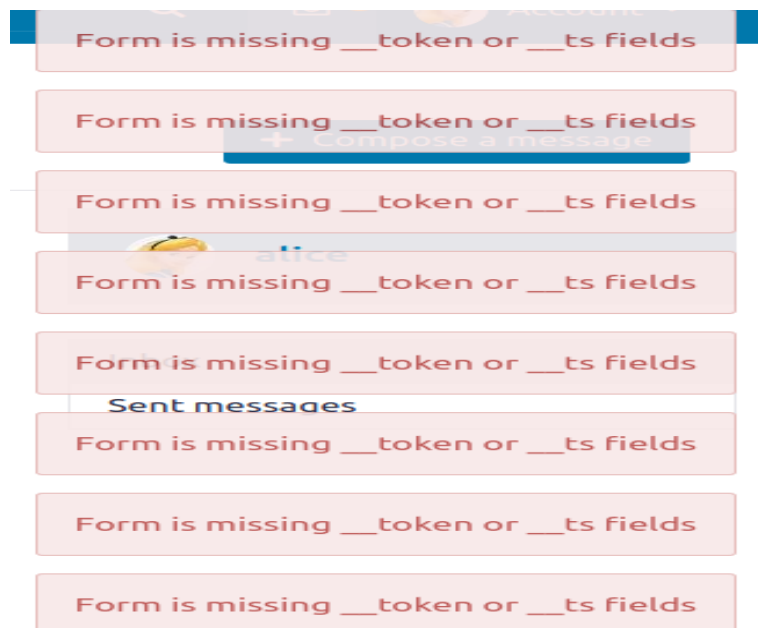 Account
Form is missing __token or __ts fields
Form is missing __token or __ts fields
+ Compose a message
Form is missing __token or __ts fields
alice
Form is missing __token or __ts fields
Inbox
Form is missing __token or __ts fields
Sent messages
Form is missing __token or __ts fields
Form is missing __token or __ts fields
Form is missing __token or __ts fields